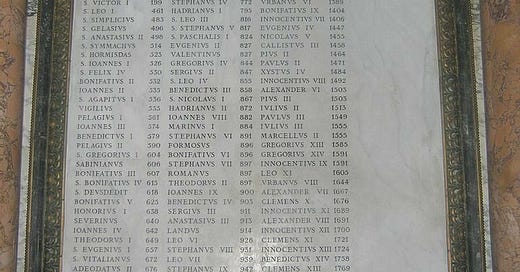 S. VICTOR I 199 STEPHANVS IV 772 VRBANVS VI 1389
S. LEO I 461 HADRIANVS I 795 BONIFATIVS IX 1404
S. SIMPLICIVS 483 S. LEO III 816 INNOCENTIVS VII 1406
S. GELASIVS 496 S. STEPHANVS V 817 EVGENIVS IV 1447
S. ANASTASIVS II 498 S. PASCHALIS I 824 NICOLAVS V 1455
S. SYMMACHVS 514 EVGENIVS II 827 CALLISTVS III 1458
S. HORMISDAS 523 VALENTINVS 827 PIVS II 1464
S. IOANNES I 526 GREGORIVS IV 844 PAVLVS II 1471
S. FELIX IV 530 SERGIVS II 847 XYSTVS IV 1484
BONIFATIVS II 532 S. LEO IV 855 INNOCENTIVS VIII 1492
IOANNES II 535 BENEDICTVS III 858 ALEXANDER VI 1503
S. AGAPITVS I 536 S. NICOLAVS I 867 PIVS III 1503
VIGILIVS 555 HADRIANVS II 872 IVLIVS II 1513
PELAGIVS I 561 IOANNES VIII 882 PAVLVS III 1549
IOANNES III 574 MARINVS I 884 IVLIVS III 1555
BENEDICTVS I 579 STEPHANVS VI 891 MARCELLVS II 1555
PELAGIVS II 590 FORMOSVS 896 GREGORIVS XIII 1585
S. GREGORIVS I 604 BONIFATIVS VI 896 GREGORIVS XIV 1591
SABINIANVS 606 STEPHANVS VII 897 INNOCENTIVS IX 1591
BONIFATIVS III 607 ROMANVS 897 LEO XI 1605
S. BONIFATIVS IV 615 THEODORVS II 897 VRBANVS VIII 1644
S. DEVSDEDIT 618 IOANNES IX 900 ALEXANDER VII 1667
BONIFATIVS V 625 BENEDICTVS IV 903 CLEMENS X 1676
HONORIVS I 638 SERGIVS III 911 INNOCENTIVS XI 1689
SEVERINVS 640 ANASTASIVS III 913 ALEXANDER VIII 1691
IOANNES IV 642 LANDVS 914 INNOCENTIVS XII 1700
THEODORVS I 649 IOANNES X 928 CLEMENS XI 1721
S. EVGENIVS I 657 STEPHANVS VIII 931 INNOCENTIVS XIII 1724
S. VITALIANVS 672 LEO VII 939 BENEDICTVS XIV 1758
ADEODATVS II 676 STEPHANVS IX 942 CLEMENS XIII 1769